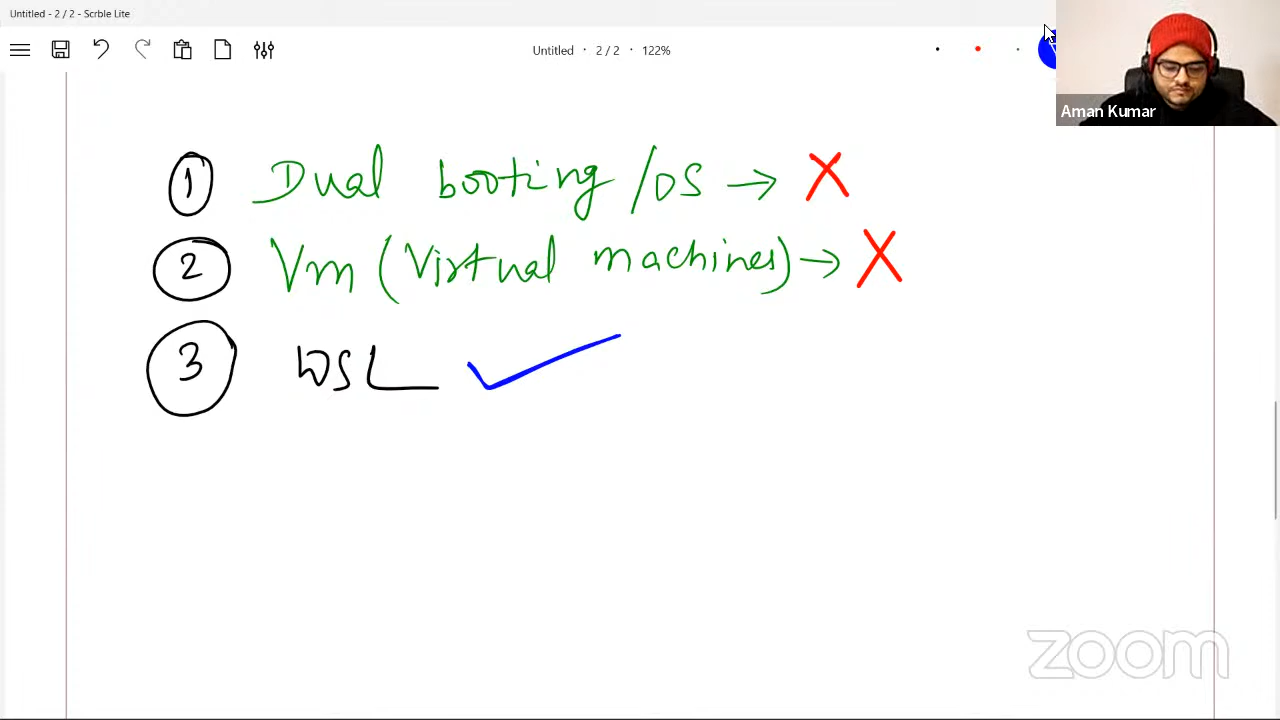 Untitled - 2 / 2 - Scrble Lite
Untitled · 2 / 2 · 122%
Aman Kumar
1 Dual booting /OS → X
2 Vm (Virtual machines) → X
3 WSL ✓
zoom